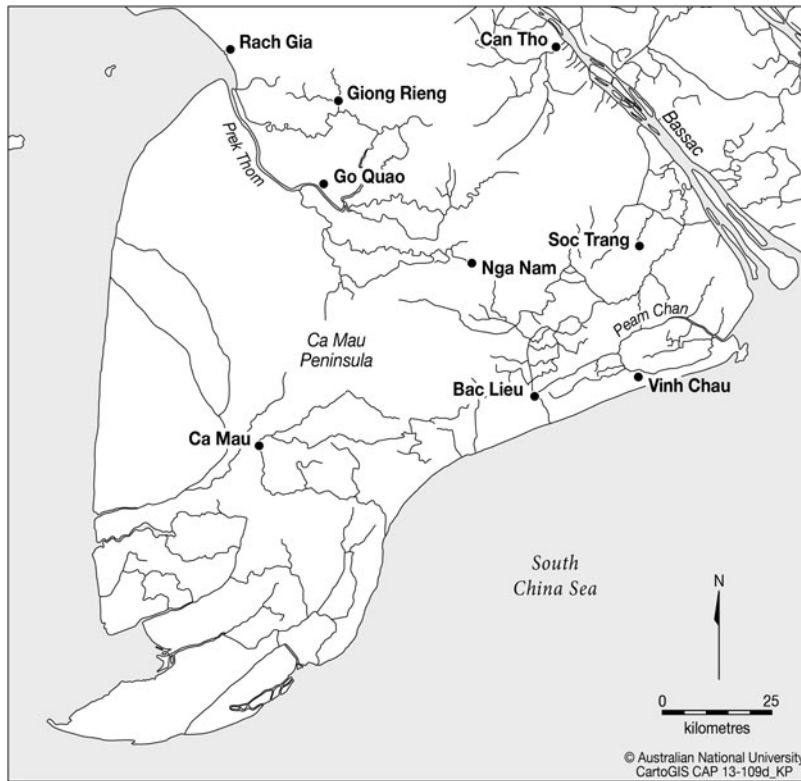 Rach Gia
Can Tho
Giong Rieng
Bassac
Prek Thom
Go Quao
Soc Trang
Nga Nam
Peam Chan
Ca Mau
Peninsula
Bac Lieu
Vinh Chau
Ca Mau
South
China Sea
N
0 25
kilometres
© Australian National University
CartoGIS CAP 13-109d_KP